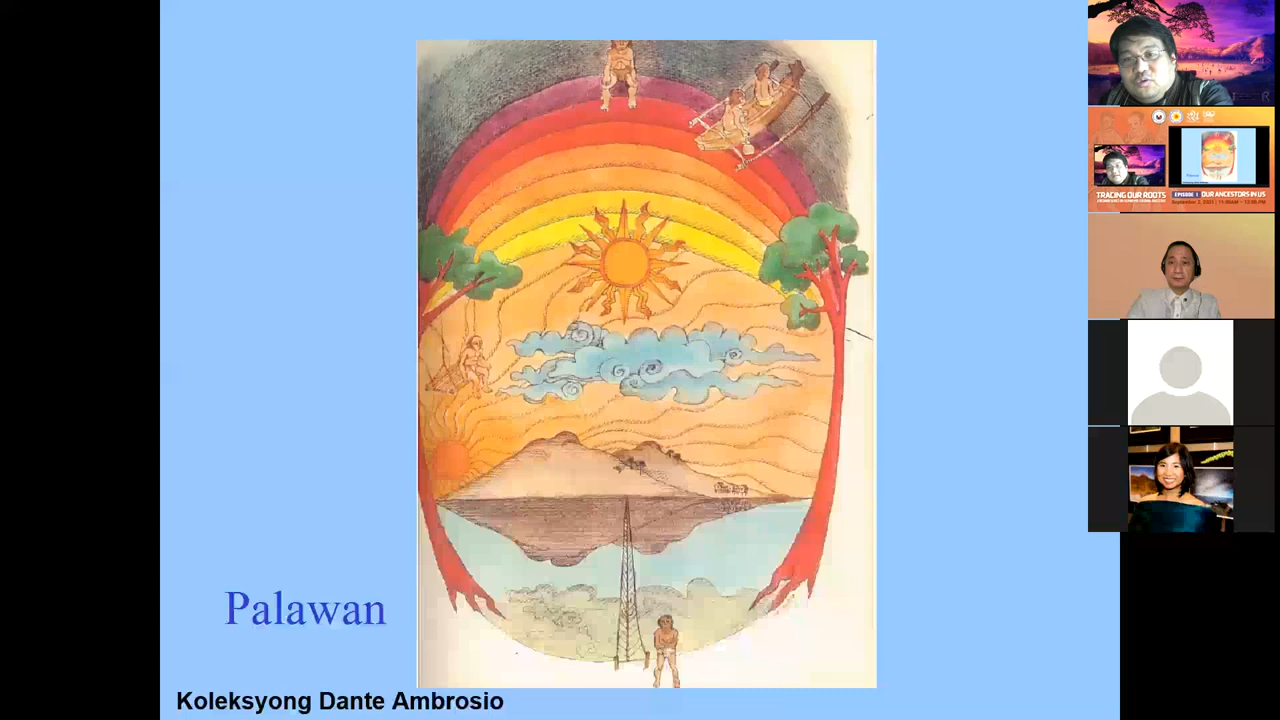 Palawan
Koleksyong Dante Ambrosio
TRACING OUR ROOTS
EPISODE 1
OUR ANCESTORS IN US